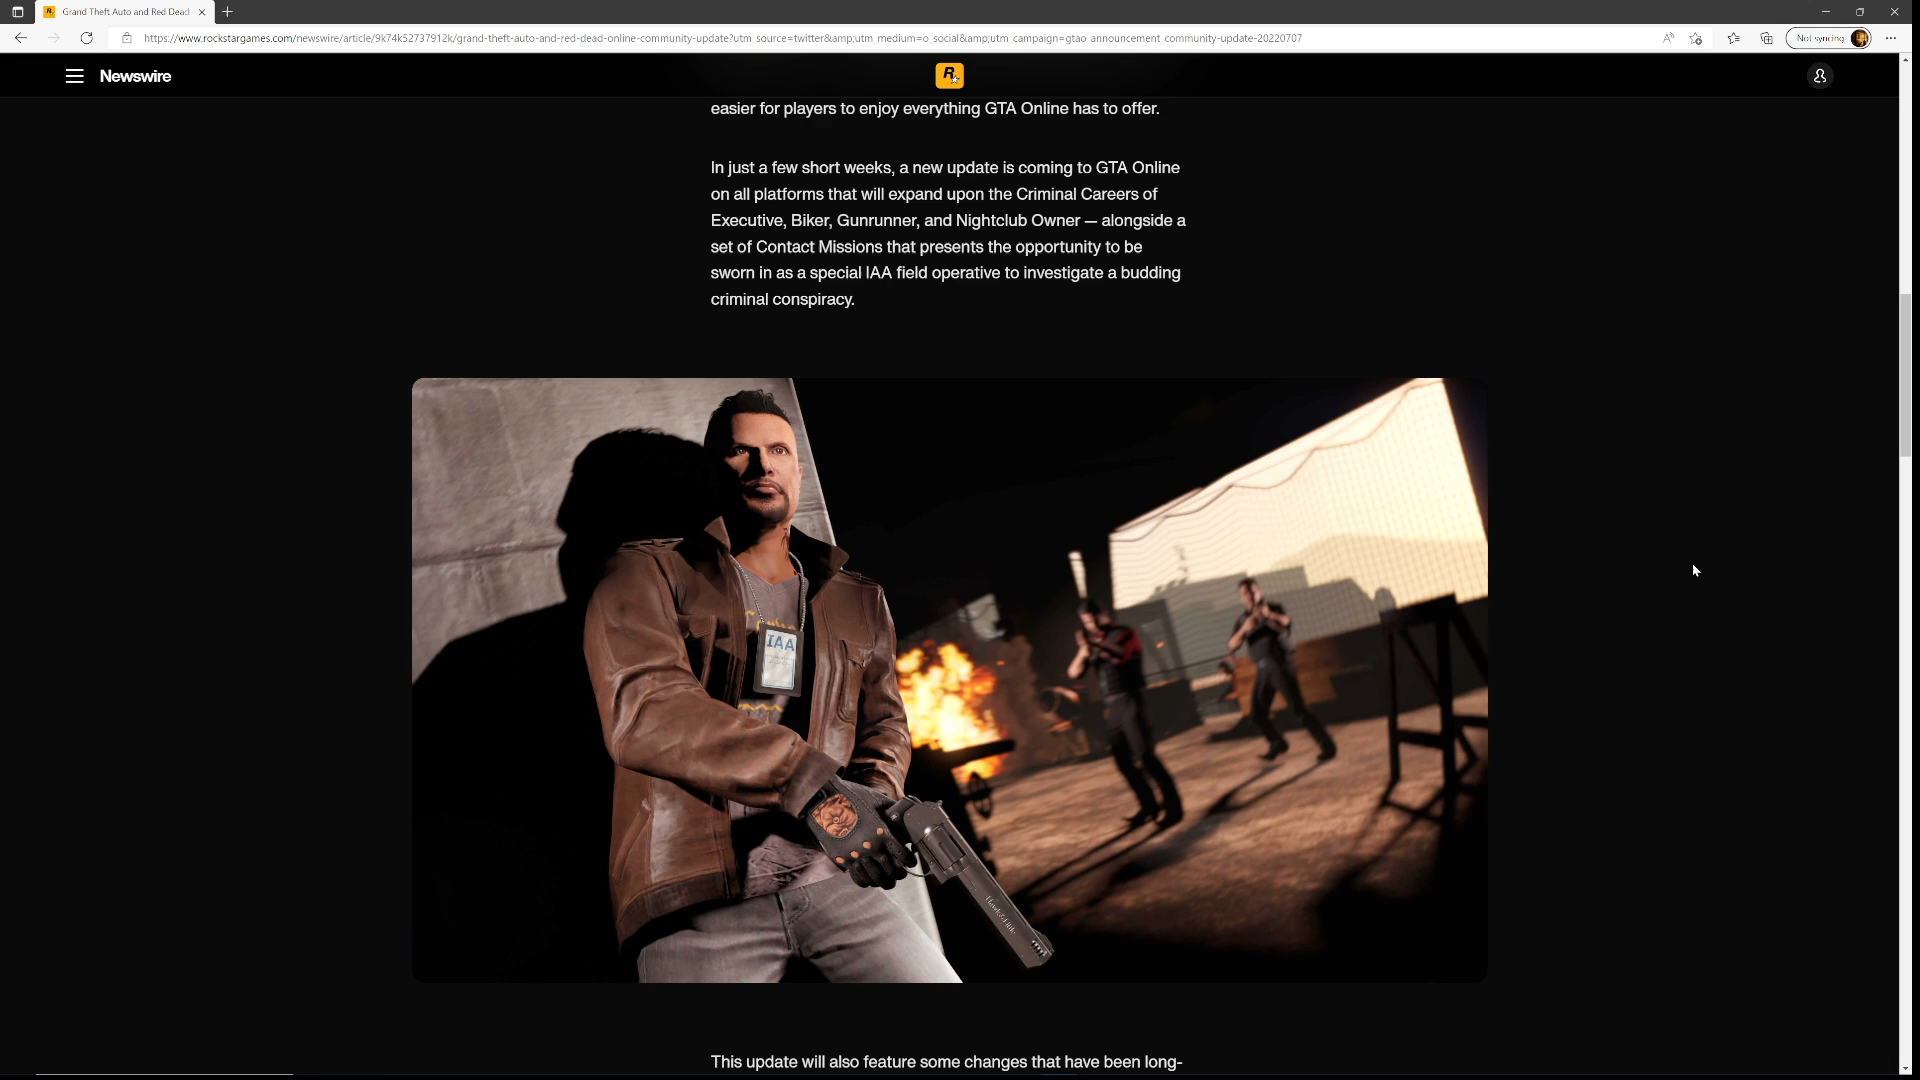 Grand Theft Auto and Red Dead
https://www.rockstargames.com/newswire/article/9k74k52737912k/grand-theft-auto-and-red-dead-online-community-update?utm_source=twitter&amp;utm_medium=o_social&amp;utm_campaign=gtao_announcement_community-update-20220707
Not syncing
Newswire
R
easier for players to enjoy everything GTA Online has to offer.
In just a few short weeks, a new update is coming to GTA Online
on all platforms that will expand upon the Criminal Careers of
Executive, Biker, Gunrunner, and Nightclub Owner — alongside a
set of Contact Missions that presents the opportunity to be
sworn in as a special IAA field operative to investigate a budding
criminal conspiracy.
IAA
Hawk&Little
This update will also feature some changes that have been long-